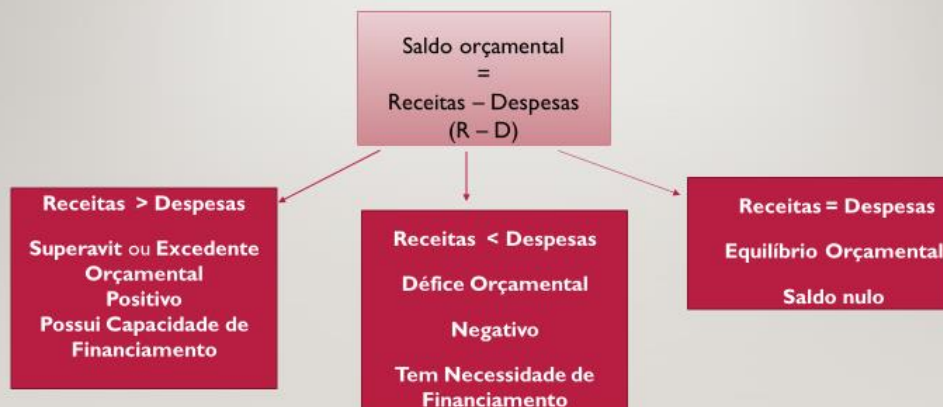 Saldo orçamental
=
Receitas – Despesas
(R – D)
Receitas > Despesas
Superavit ou Excedente
Orçamental
Positivo
Possui Capacidade de
Financiamento
Receitas < Despesas
Défice Orçamental
Negativo
Tem Necessidade de
Financiamento
Receitas = Despesas
Equilíbrio Orçamental
Saldo nulo